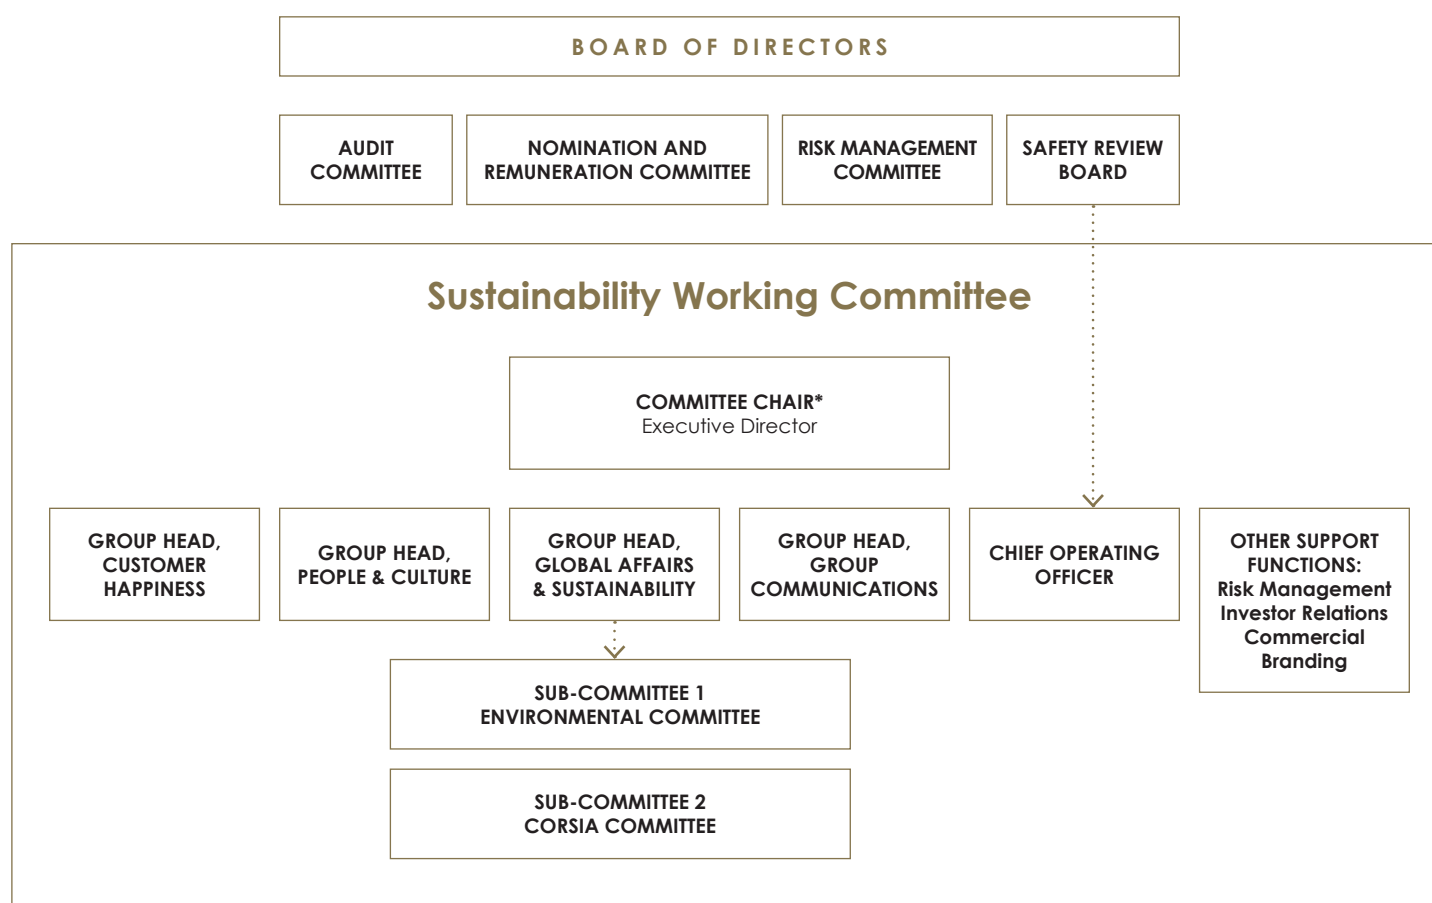 BOARD OF DIRECTORS
AUDIT
COMMITTEE
NOMINATION AND
REMUNERATION COMMITTEE
RISK MANAGEMENT
COMMITTEE
SAFETY REVIEW
BOARD
Sustainability Working Committee
COMMITTEE CHAIR*
Executive Director
GROUP HEAD,
CUSTOMER
HAPPINESS
GROUP HEAD,
PEOPLE & CULTURE
GROUP HEAD,
GLOBAL AFFAIRS
& SUSTAINABILITY
GROUP HEAD,
GROUP
COMMUNICATIONS
CHIEF OPERATING
OFFICER
OTHER SUPPORT
FUNCTIONS:
Risk Management
Investor Relations
Commercial
Branding
SUB-COMMITTEE 1
ENVIRONMENTAL COMMITTEE
SUB-COMMITTEE 2
CORSIA COMMITTEE